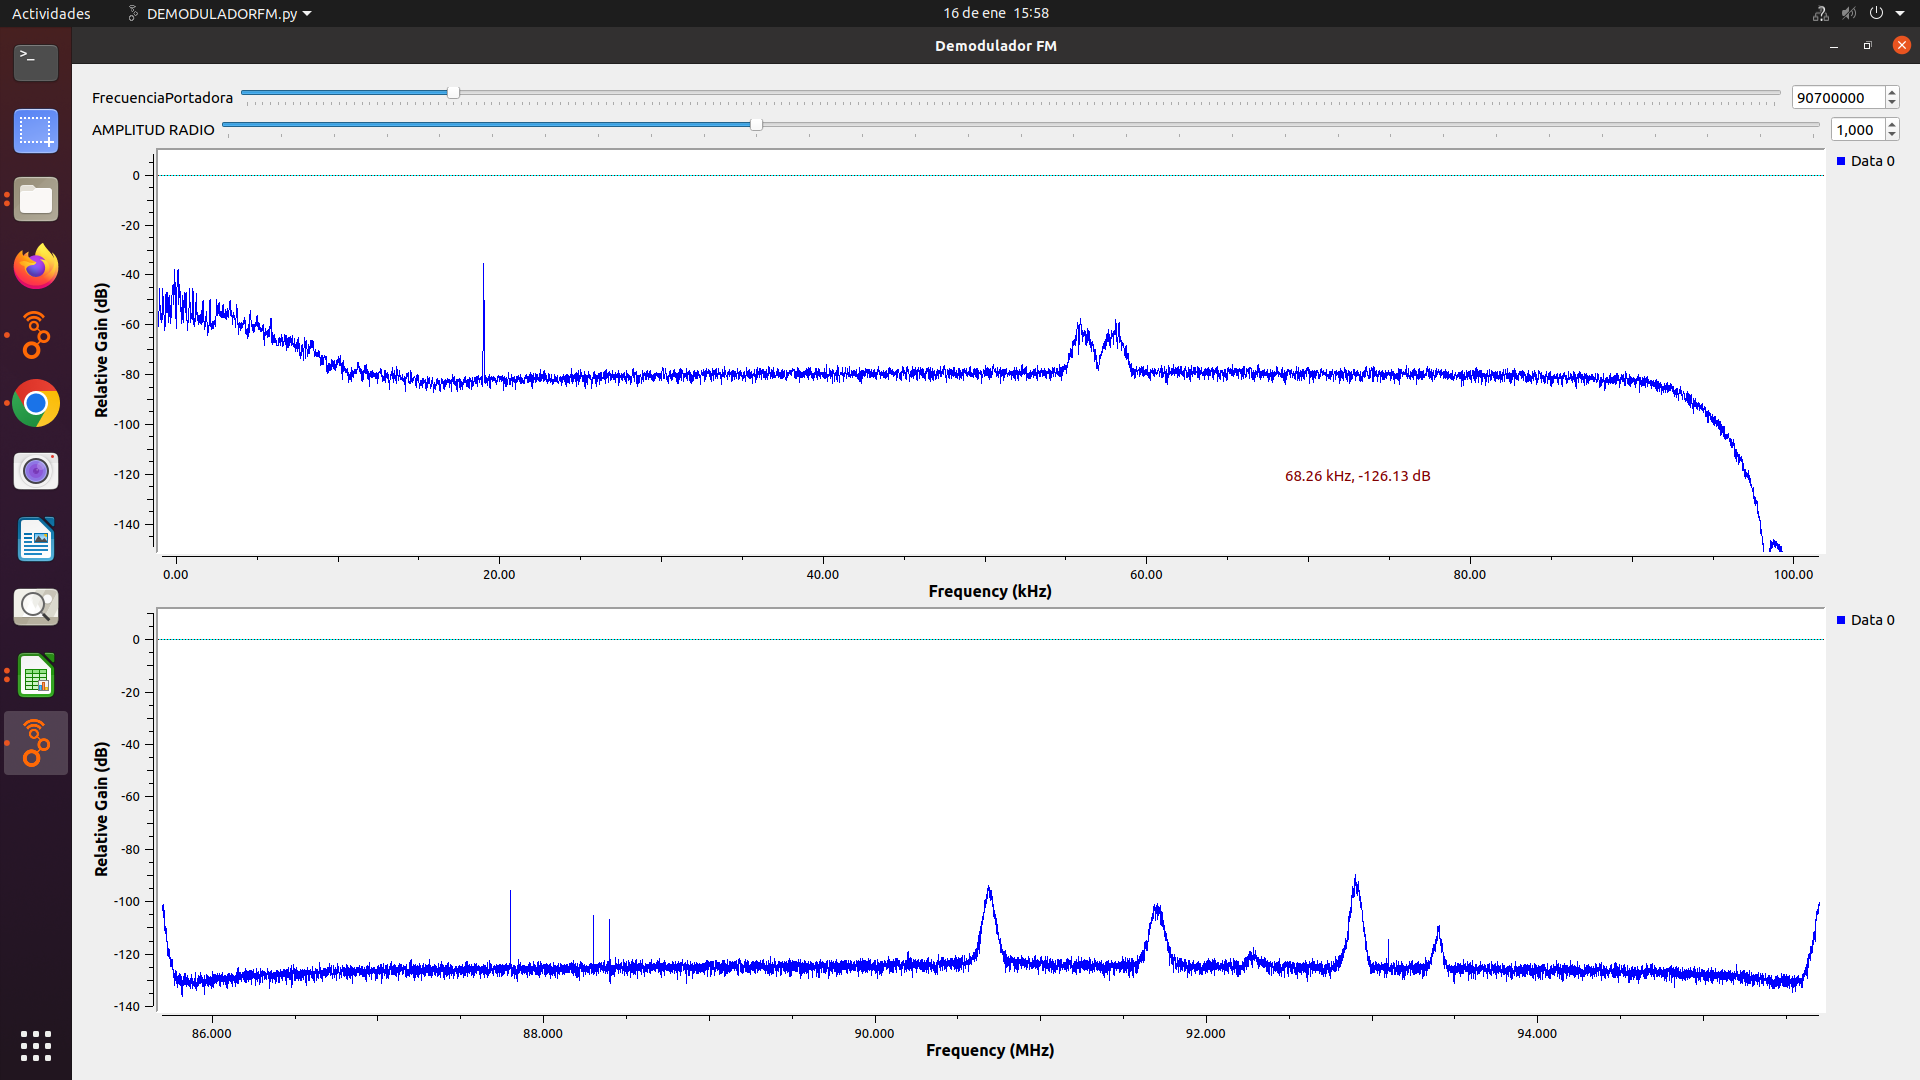 Actividades DEMODULADORFM.py 16 de ene 15:58
Demodulador FM
FrecuenciaPortadora 90700000
AMPLITUD RADIO 1,000
Data 0
0
-20
-40
-60
-80
-100
-120
-140
Relative Gain (dB)
68.26 kHz, -126.13 dB
0.00 20.00 40.00 60.00 80.00 100.00
Frequency (kHz)
Data 0
0
-20
-40
-60
-80
-100
-120
-140
Relative Gain (dB)
86.000 88.000 90.000 92.000 94.000
Frequency (MHz)